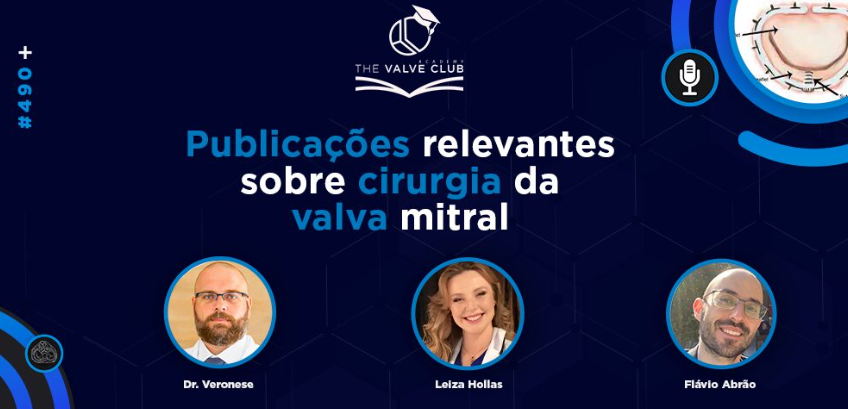 #490+
ACADEMY
THE VALVE CLUB
Publicações relevantes
sobre cirurgia da
valva mitral
Dr. Veronese
Leiza Hollas
Flávio Abrão